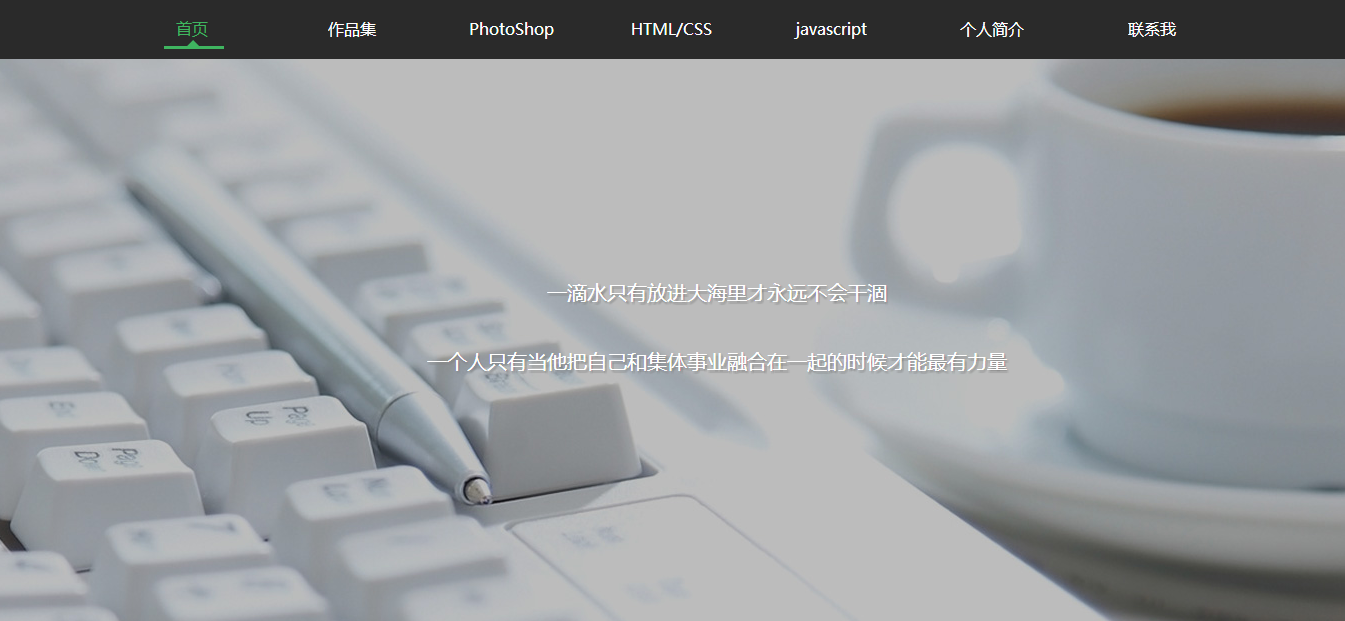 首页 作品集 PhotoShop HTML/CSS javascript 个人简介 联系我
一滴水只有放进大海里才永远不会干涸
一个人只有当他把自己和集体事业融合在一起的时候才能最有力量
Page
Up